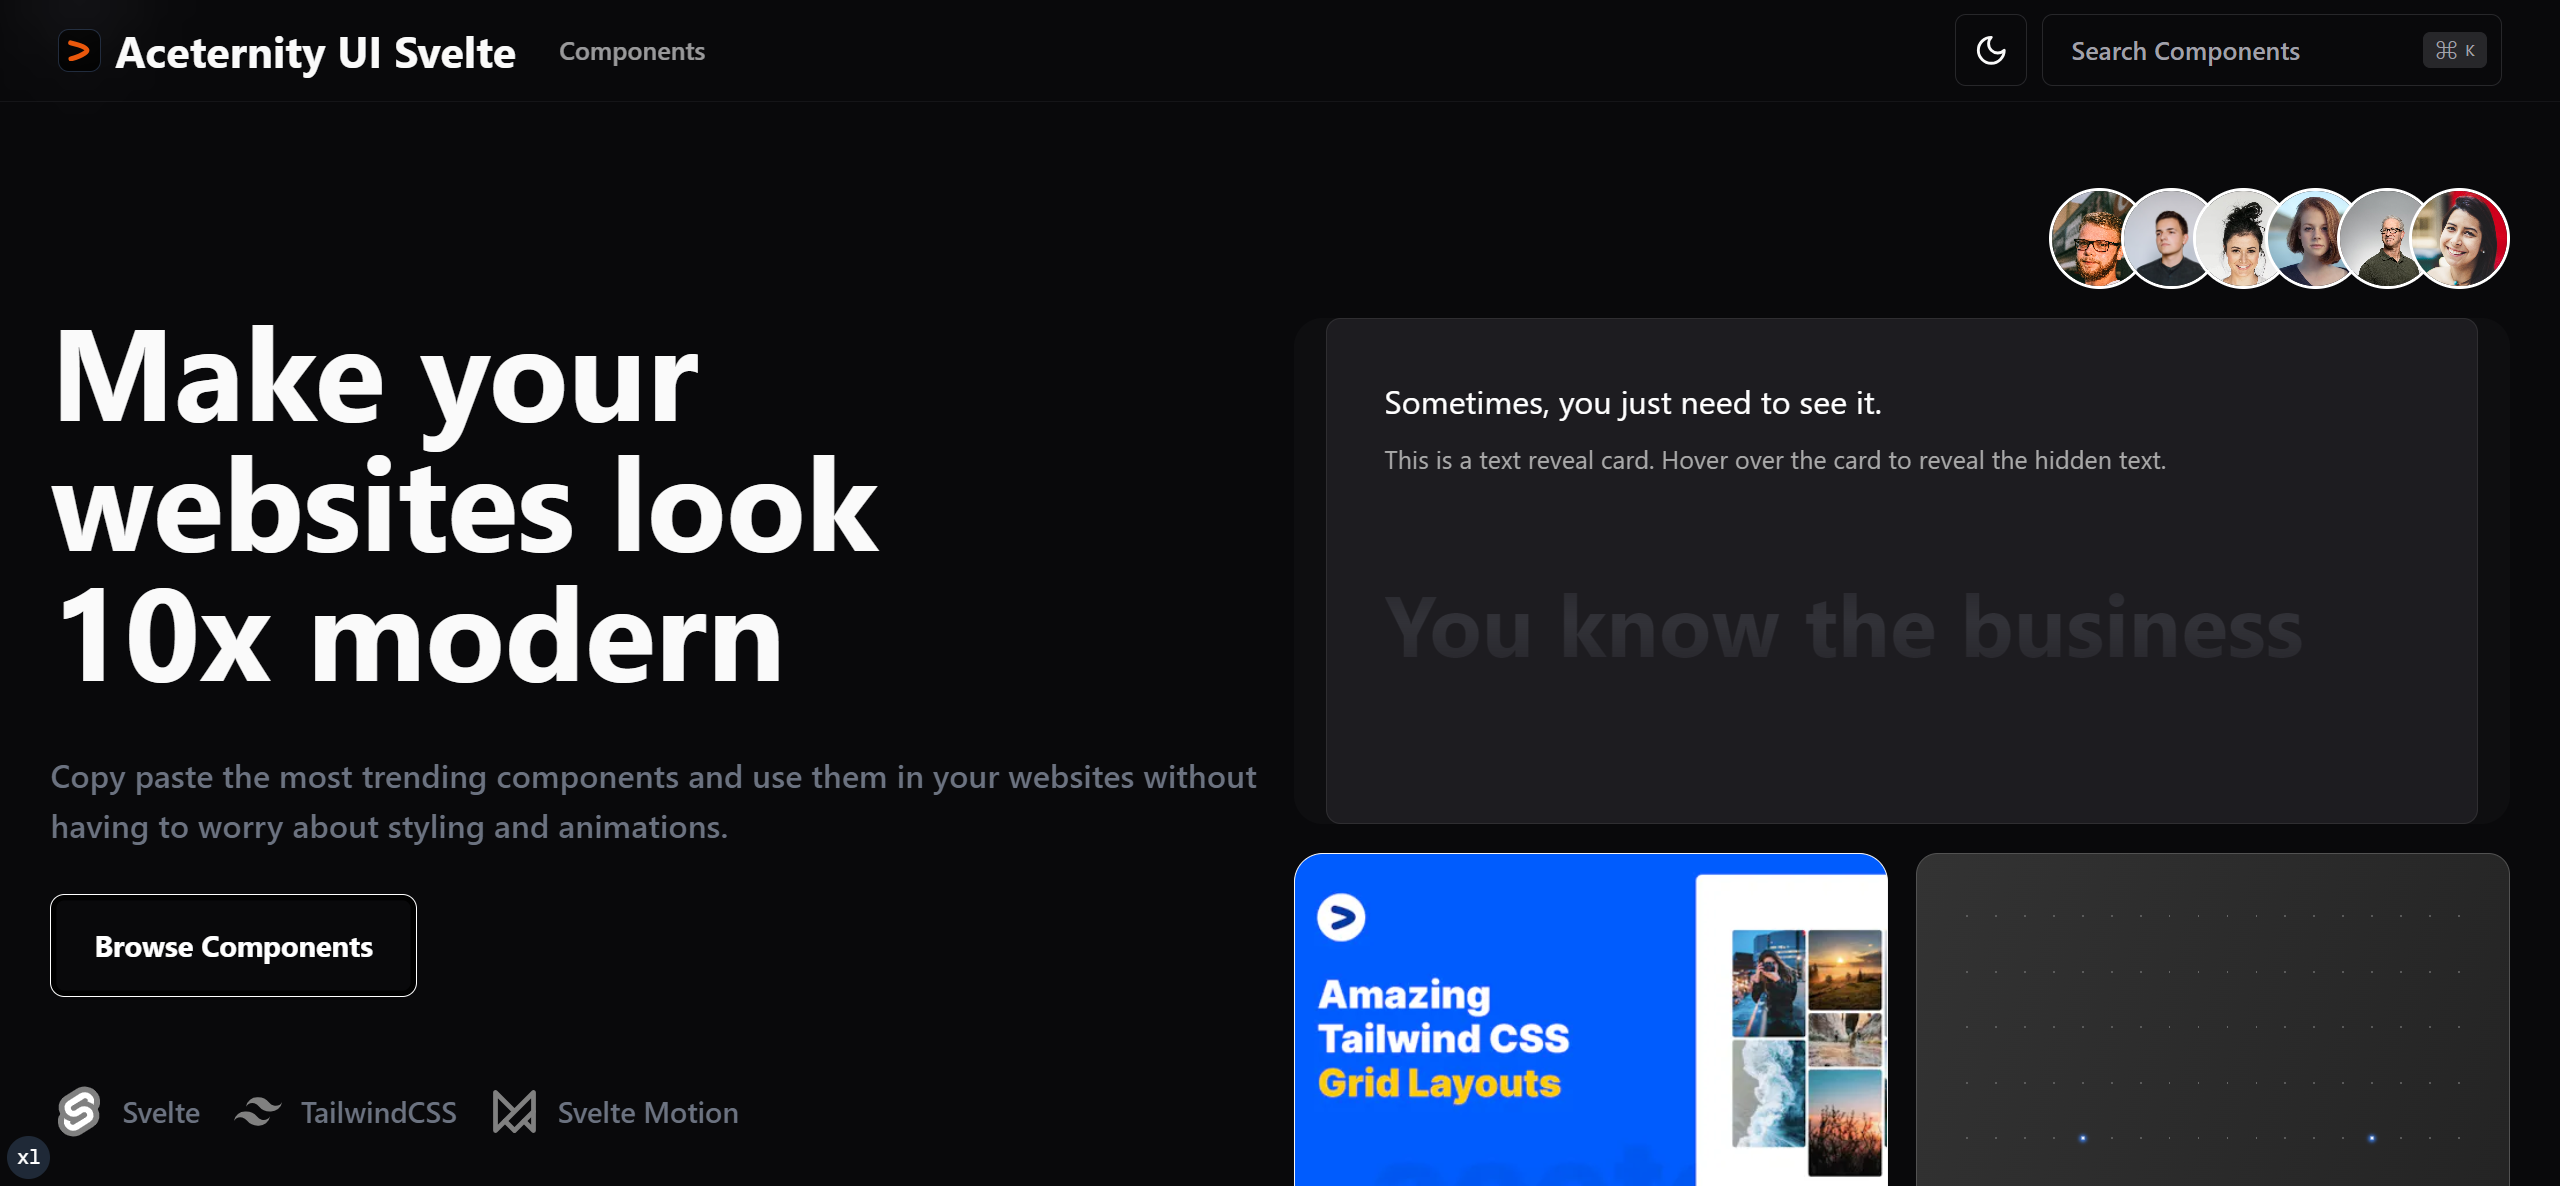 Aceternity UI Svelte
Components
Search Components
⌘ K
Make your
websites look
10x modern
Copy paste the most trending components and use them in your websites without
having to worry about styling and animations.
Browse Components
Svelte
TailwindCSS
Svelte Motion
xl
Sometimes, you just need to see it.
This is a text reveal card. Hover over the card to reveal the hidden text.
You know the business
Amazing
Tailwind CSS
Grid Layouts